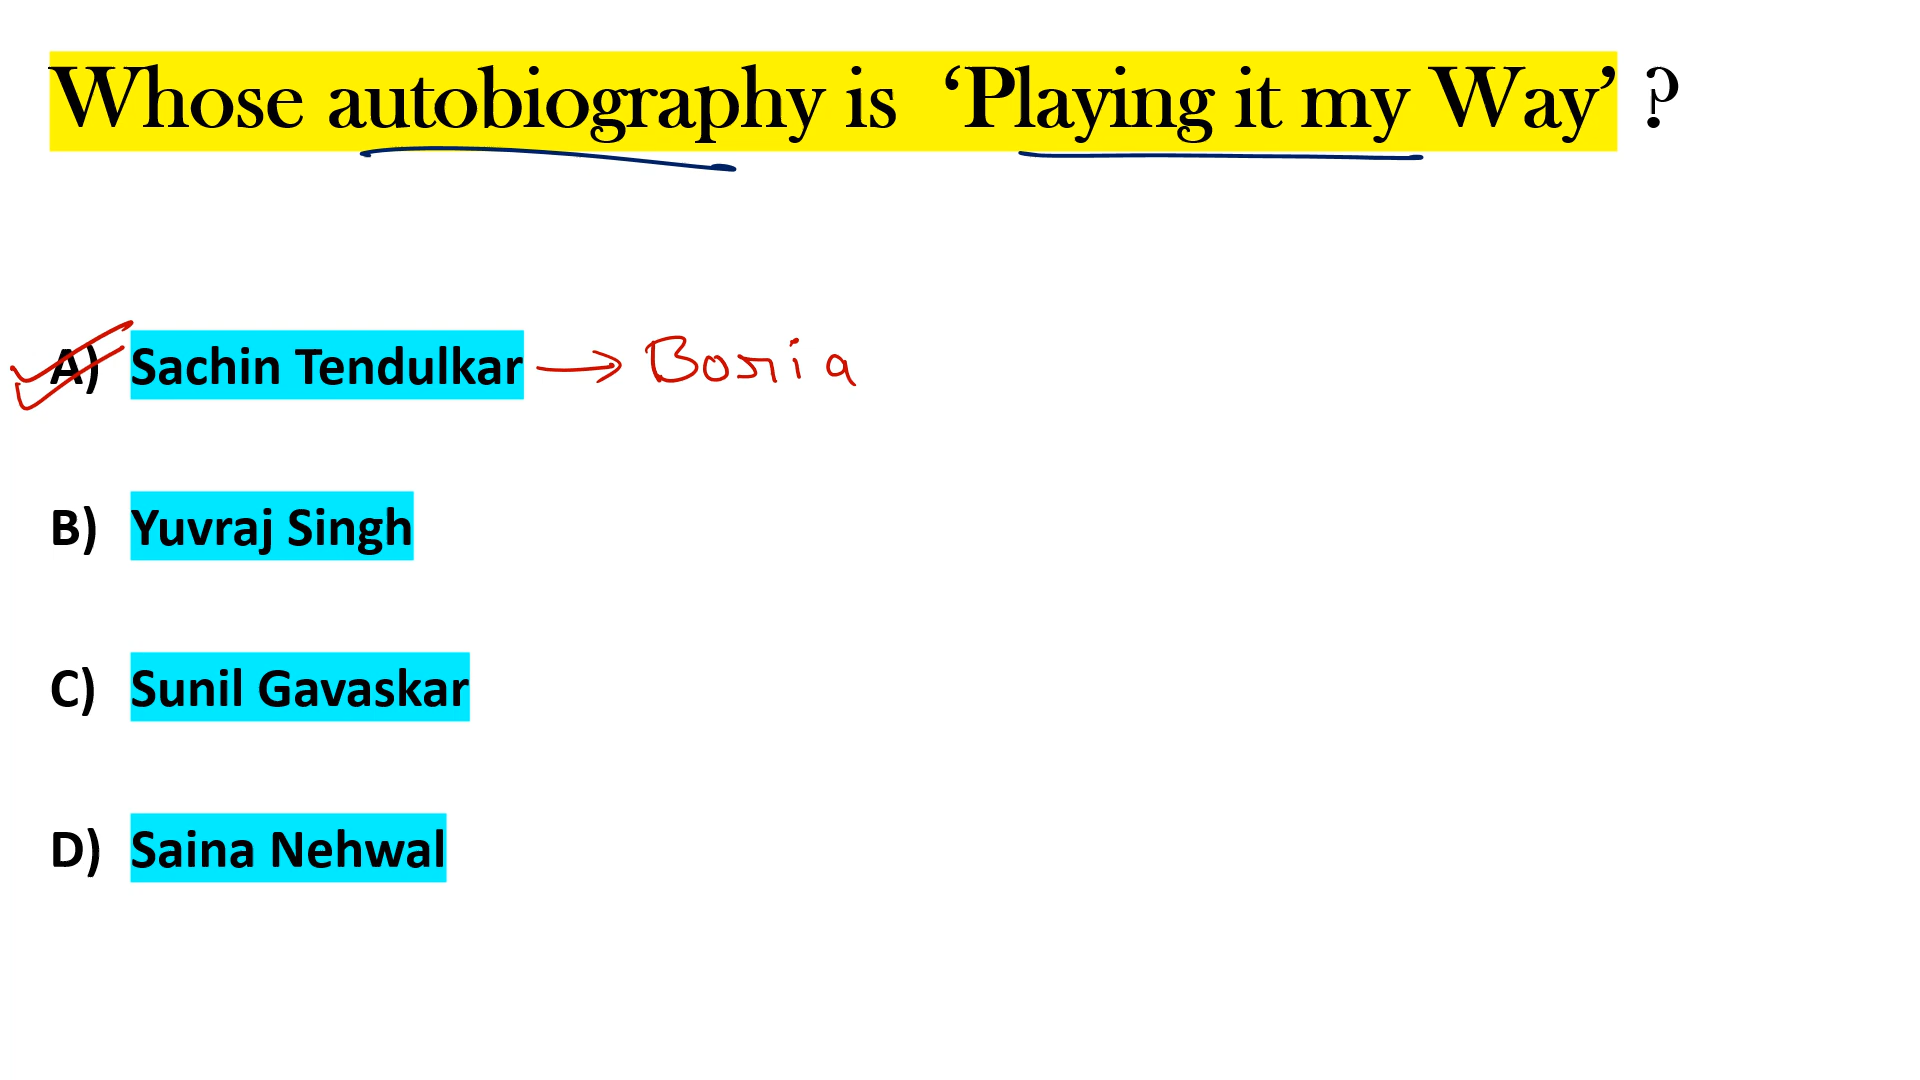 Whose autobiography is ‘Playing it my Way’ ?
A) Sachin Tendulkar → Boria
B) Yuvraj Singh
C) Sunil Gavaskar
D) Saina Nehwal